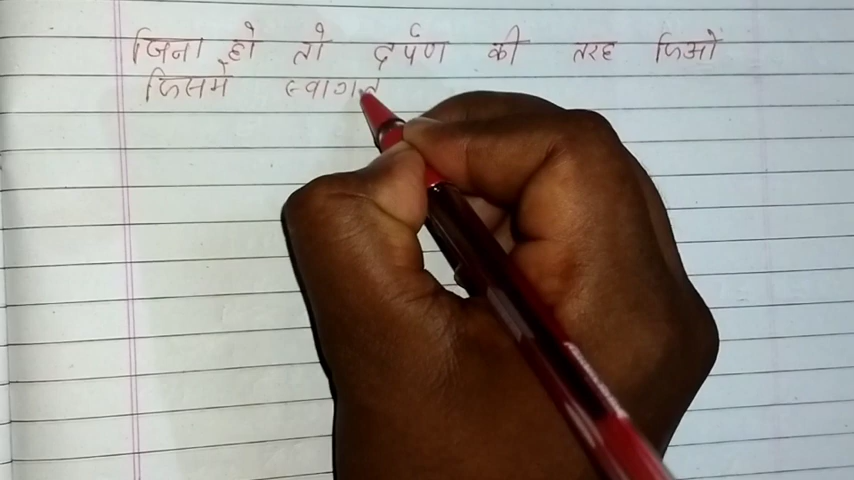 जिना हो तो दर्पण की तरह जिओ
जिसमें स्वागत